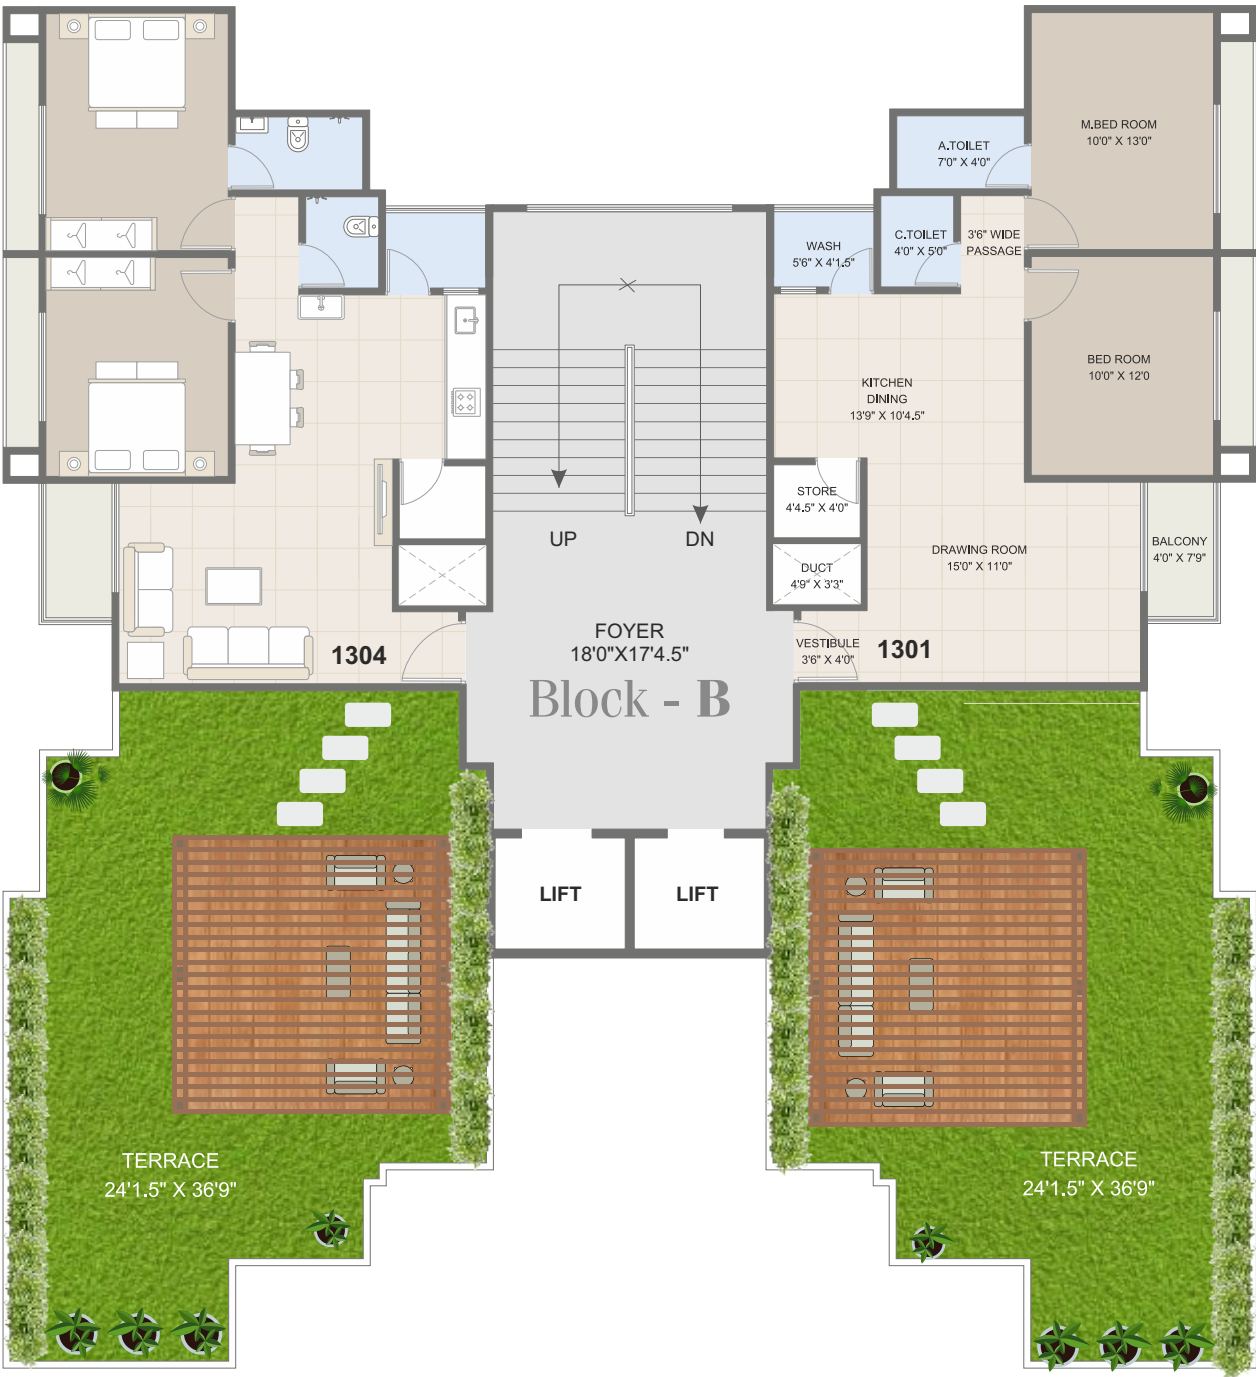 M.BED ROOM
10'0" X 13'0"
A.TOILET
7'0" X 4'0"
C.TOILET
4'0" X 5'0"
3'6" WIDE
PASSAGE
WASH
5'6" X 4'1.5"
BED ROOM
10'0" X 12'0
KITCHEN
DINING
13'9" X 10'4.5"
STORE
4'4.5" X 4'0"
UP
DN
DRAWING ROOM
15'0" X 11'0"
BALCONY
4'0" X 7'9"
DUCT
4'9" X 3'3"
FOYER
18'0"X17'4.5"
VESTIBULE
3'6" X 4'0"
1304
1301
Block - B
LIFT
LIFT
TERRACE
24'1.5" X 36'9"
TERRACE
24'1.5" X 36'9"